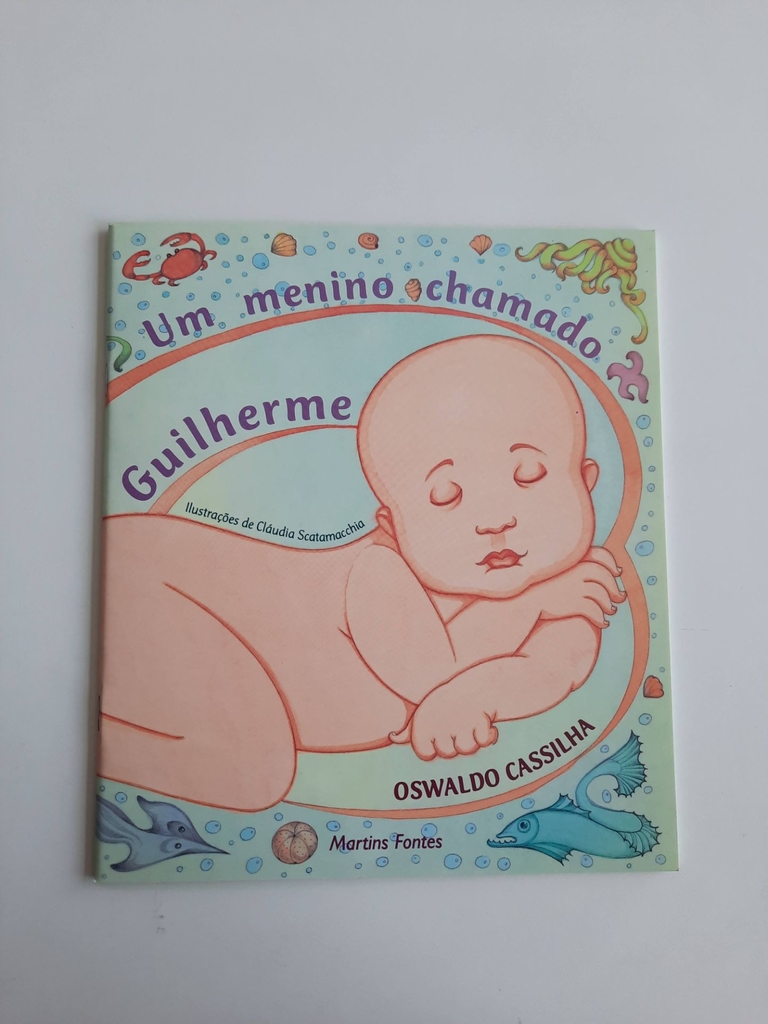 Um menino chamado
Guilherme
Ilustrações de Cláudia Scatamacchia
OSWALDO CASSILHA
Martins Fontes